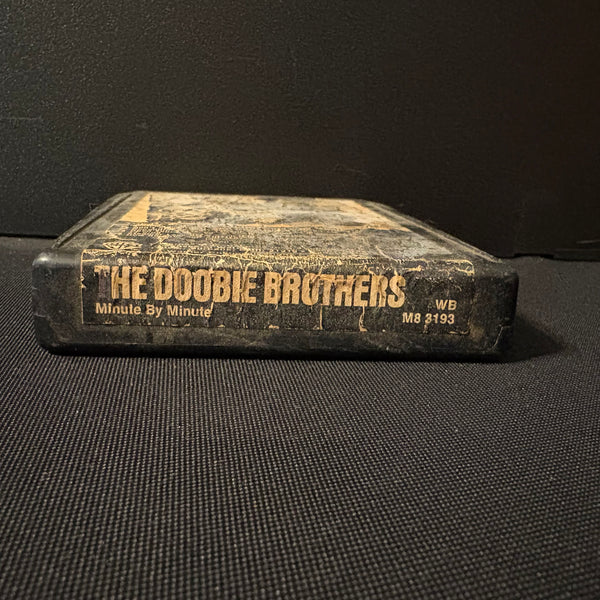 THE DOOBIE BROTHERS
Minute By Minute
WB
M8 3193